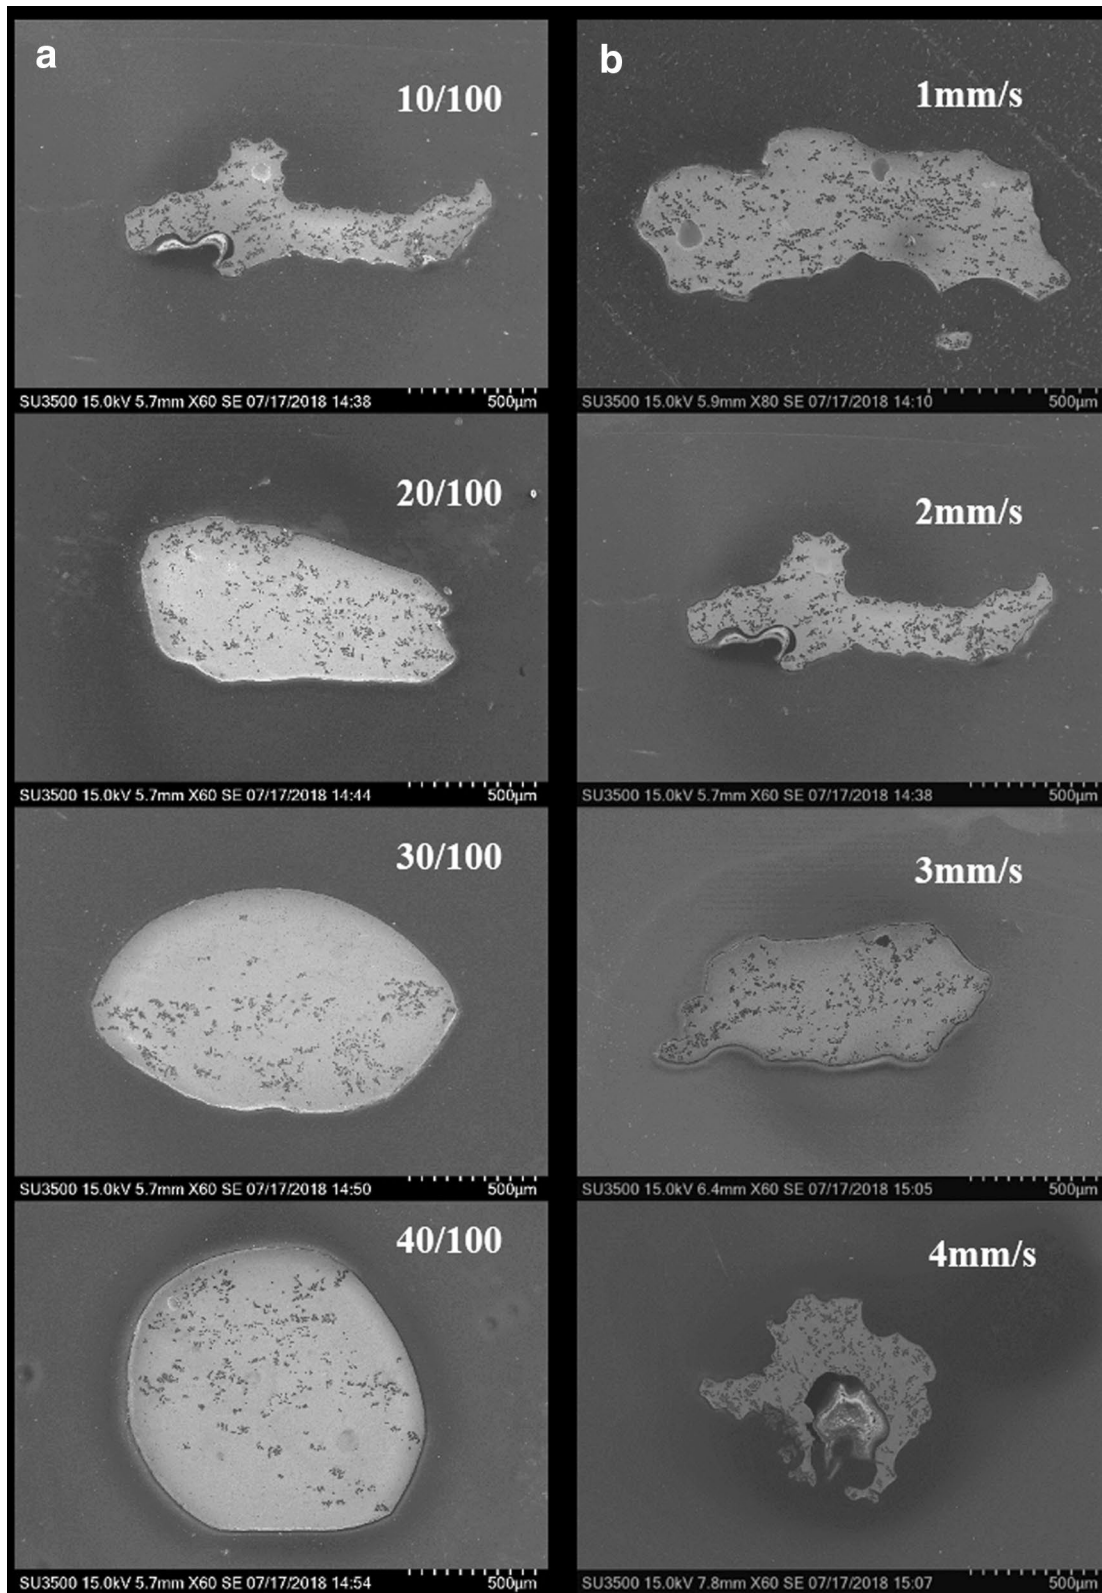 a
10/100
SU3500 15.0kV 5.7mm X60 SE 07/17/2018 14:38
500µm
20/100
SU3500 15.0kV 5.7mm X60 SE 07/17/2018 14:44
500µm
30/100
SU3500 15.0kV 5.7mm X60 SE 07/17/2018 14:50
500µm
40/100
SU3500 15.0kV 5.7mm X60 SE 07/17/2018 14:54
500µm
b
1mm/s
SU3500 15.0kV 5.9mm X80 SE 07/17/2018 14:10
500µm
2mm/s
SU3500 15.0kV 5.7mm X60 SE 07/17/2018 14:38
500µm
3mm/s
SU3500 15.0kV 6.4mm X60 SE 07/17/2018 15:05
500µm
4mm/s
SU3500 15.0kV 7.8mm X60 SE 07/17/2018 15:07
500µm